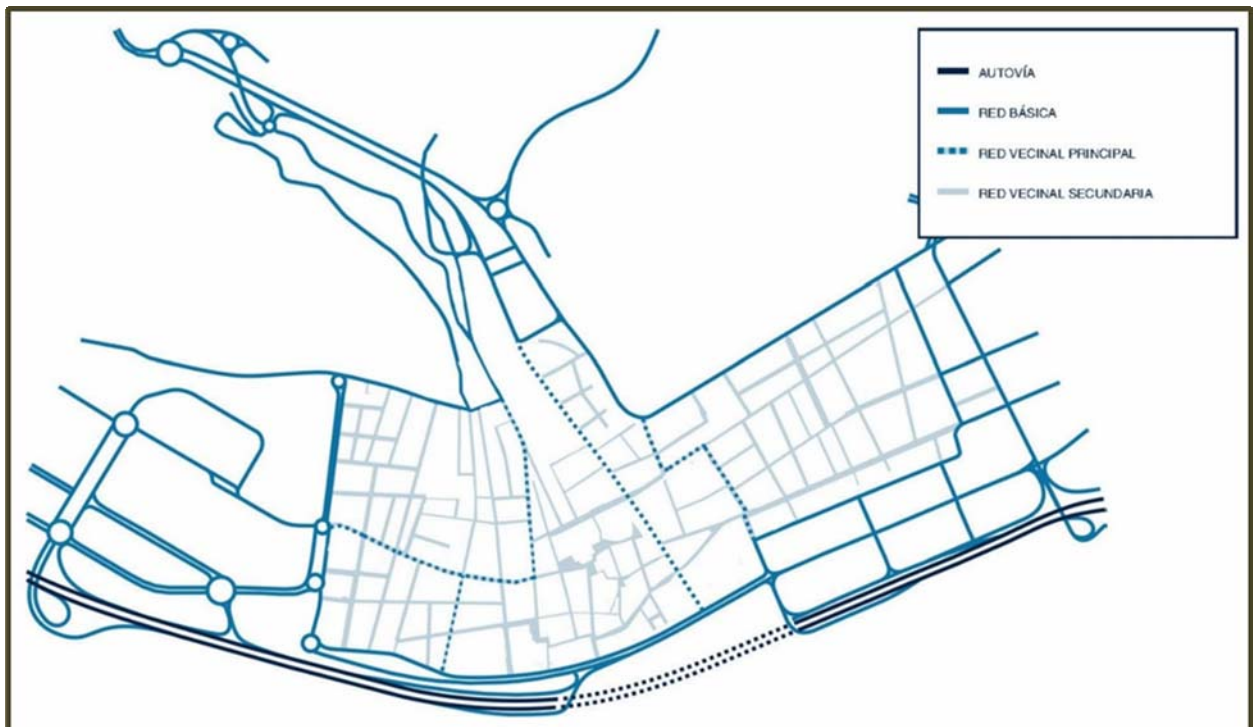 AUTOVÍA
RED BÁSICA
RED VECINAL PRINCIPAL
RED VECINAL SECUNDARIA